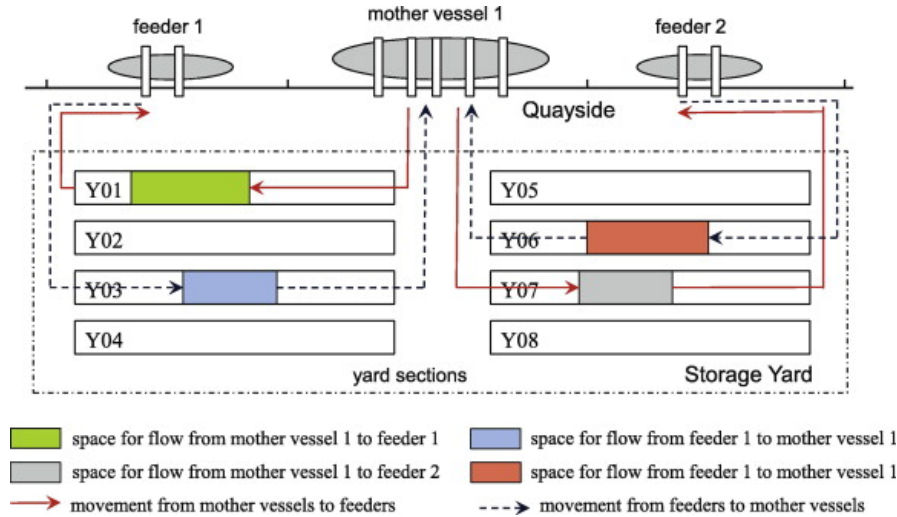 feeder 1
mother vessel 1
feeder 2
Quayside
Y01
Y02
Y03
Y04
Y05
Y06
Y07
Y08
yard sections
Storage Yard
space for flow from mother vessel 1 to feeder 1
space for flow from feeder 1 to mother vessel 1
space for flow from mother vessel 1 to feeder 2
space for flow from feeder 1 to mother vessel 1
movement from mother vessels to feeders
movement from feeders to mother vessels